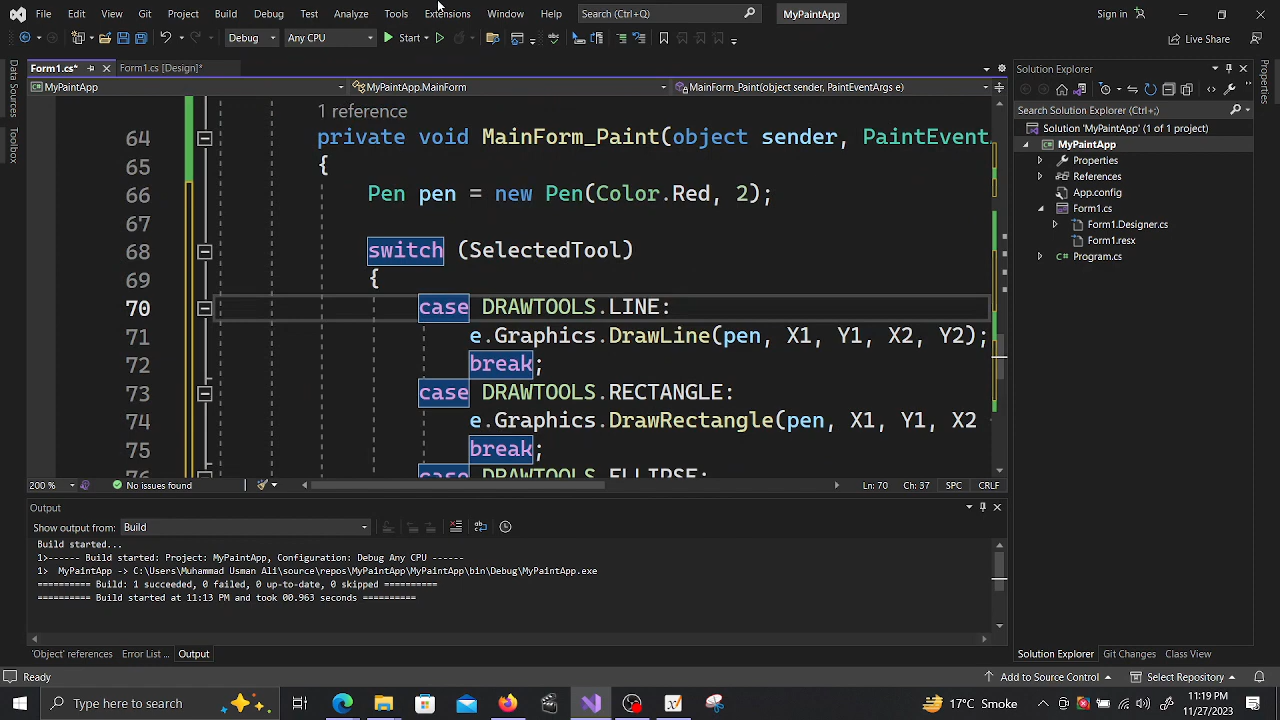 File Edit View Git Project Build Debug Test Analyze Tools Extensions Window Help Search (Ctrl+Q) MyPaintApp Sign in
Debug Any CPU Start Live Share
Form1.cs* Form1.cs [Design]*
MyPaintApp MyPaintApp.MainForm MainForm_Paint(object sender, PaintEventArgs e)
Data Sources
Toolbox
1 reference
64 private void MainForm_Paint(object sender, PaintEvent
65 {
66 Pen pen = new Pen(Color.Red, 2);
67
68 switch (SelectedTool)
69 {
70 case DRAWTOOLS.LINE:
71 e.Graphics.DrawLine(pen, X1, Y1, X2, Y2);
72 break;
73 case DRAWTOOLS.RECTANGLE:
74 e.Graphics.DrawRectangle(pen, X1, Y1, X2
75 break;
76 case DRAWTOOLS.ELLIPSE:
200 % No issues found Ln: 70 Ch: 37 SPC CRLF
Output
Show output from: Build
Build started...
1>------ Build started: Project: MyPaintApp, Configuration: Debug Any CPU ------
1> MyPaintApp -> C:\Users\Muhammad Usman Ali\source\repos\MyPaintApp\MyPaintApp\bin\Debug\MyPaintApp.exe
========== Build: 1 succeeded, 0 failed, 0 up-to-date, 0 skipped ==========
========== Build started at 11:13 PM and took 00.963 seconds ==========
'Object' references Error List ... Output
Solution Explorer
Search Solution Explorer (Ctrl+;)
Solution 'MyPaintApp' (1 of 1 project)
MyPaintApp
Properties
References
App.config
Form1.cs
Form1.Designer.cs
Form1.resx
Program.cs
Solution Explorer Git Changes Class View
Properties
Ready Add to Source Control Select Repository
Type here to search 17°C Smoke 11:19 PM
11/27/2023